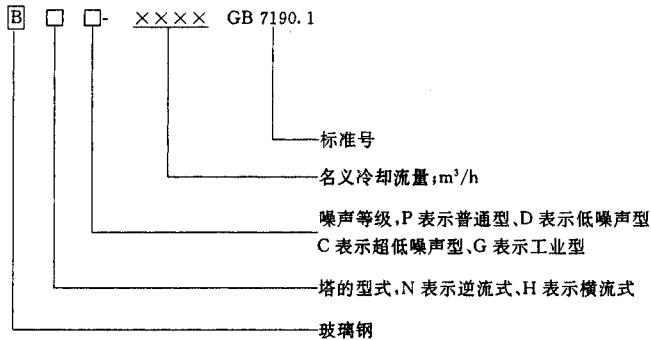 B □ □- ×××× GB 7190.1
标准号
名义冷却流量;m³/h
噪声等级,P 表示普通型、D 表示低噪声型
C 表示超低噪声型、G 表示工业型
塔的型式,N 表示逆流式、H 表示横流式
玻璃钢